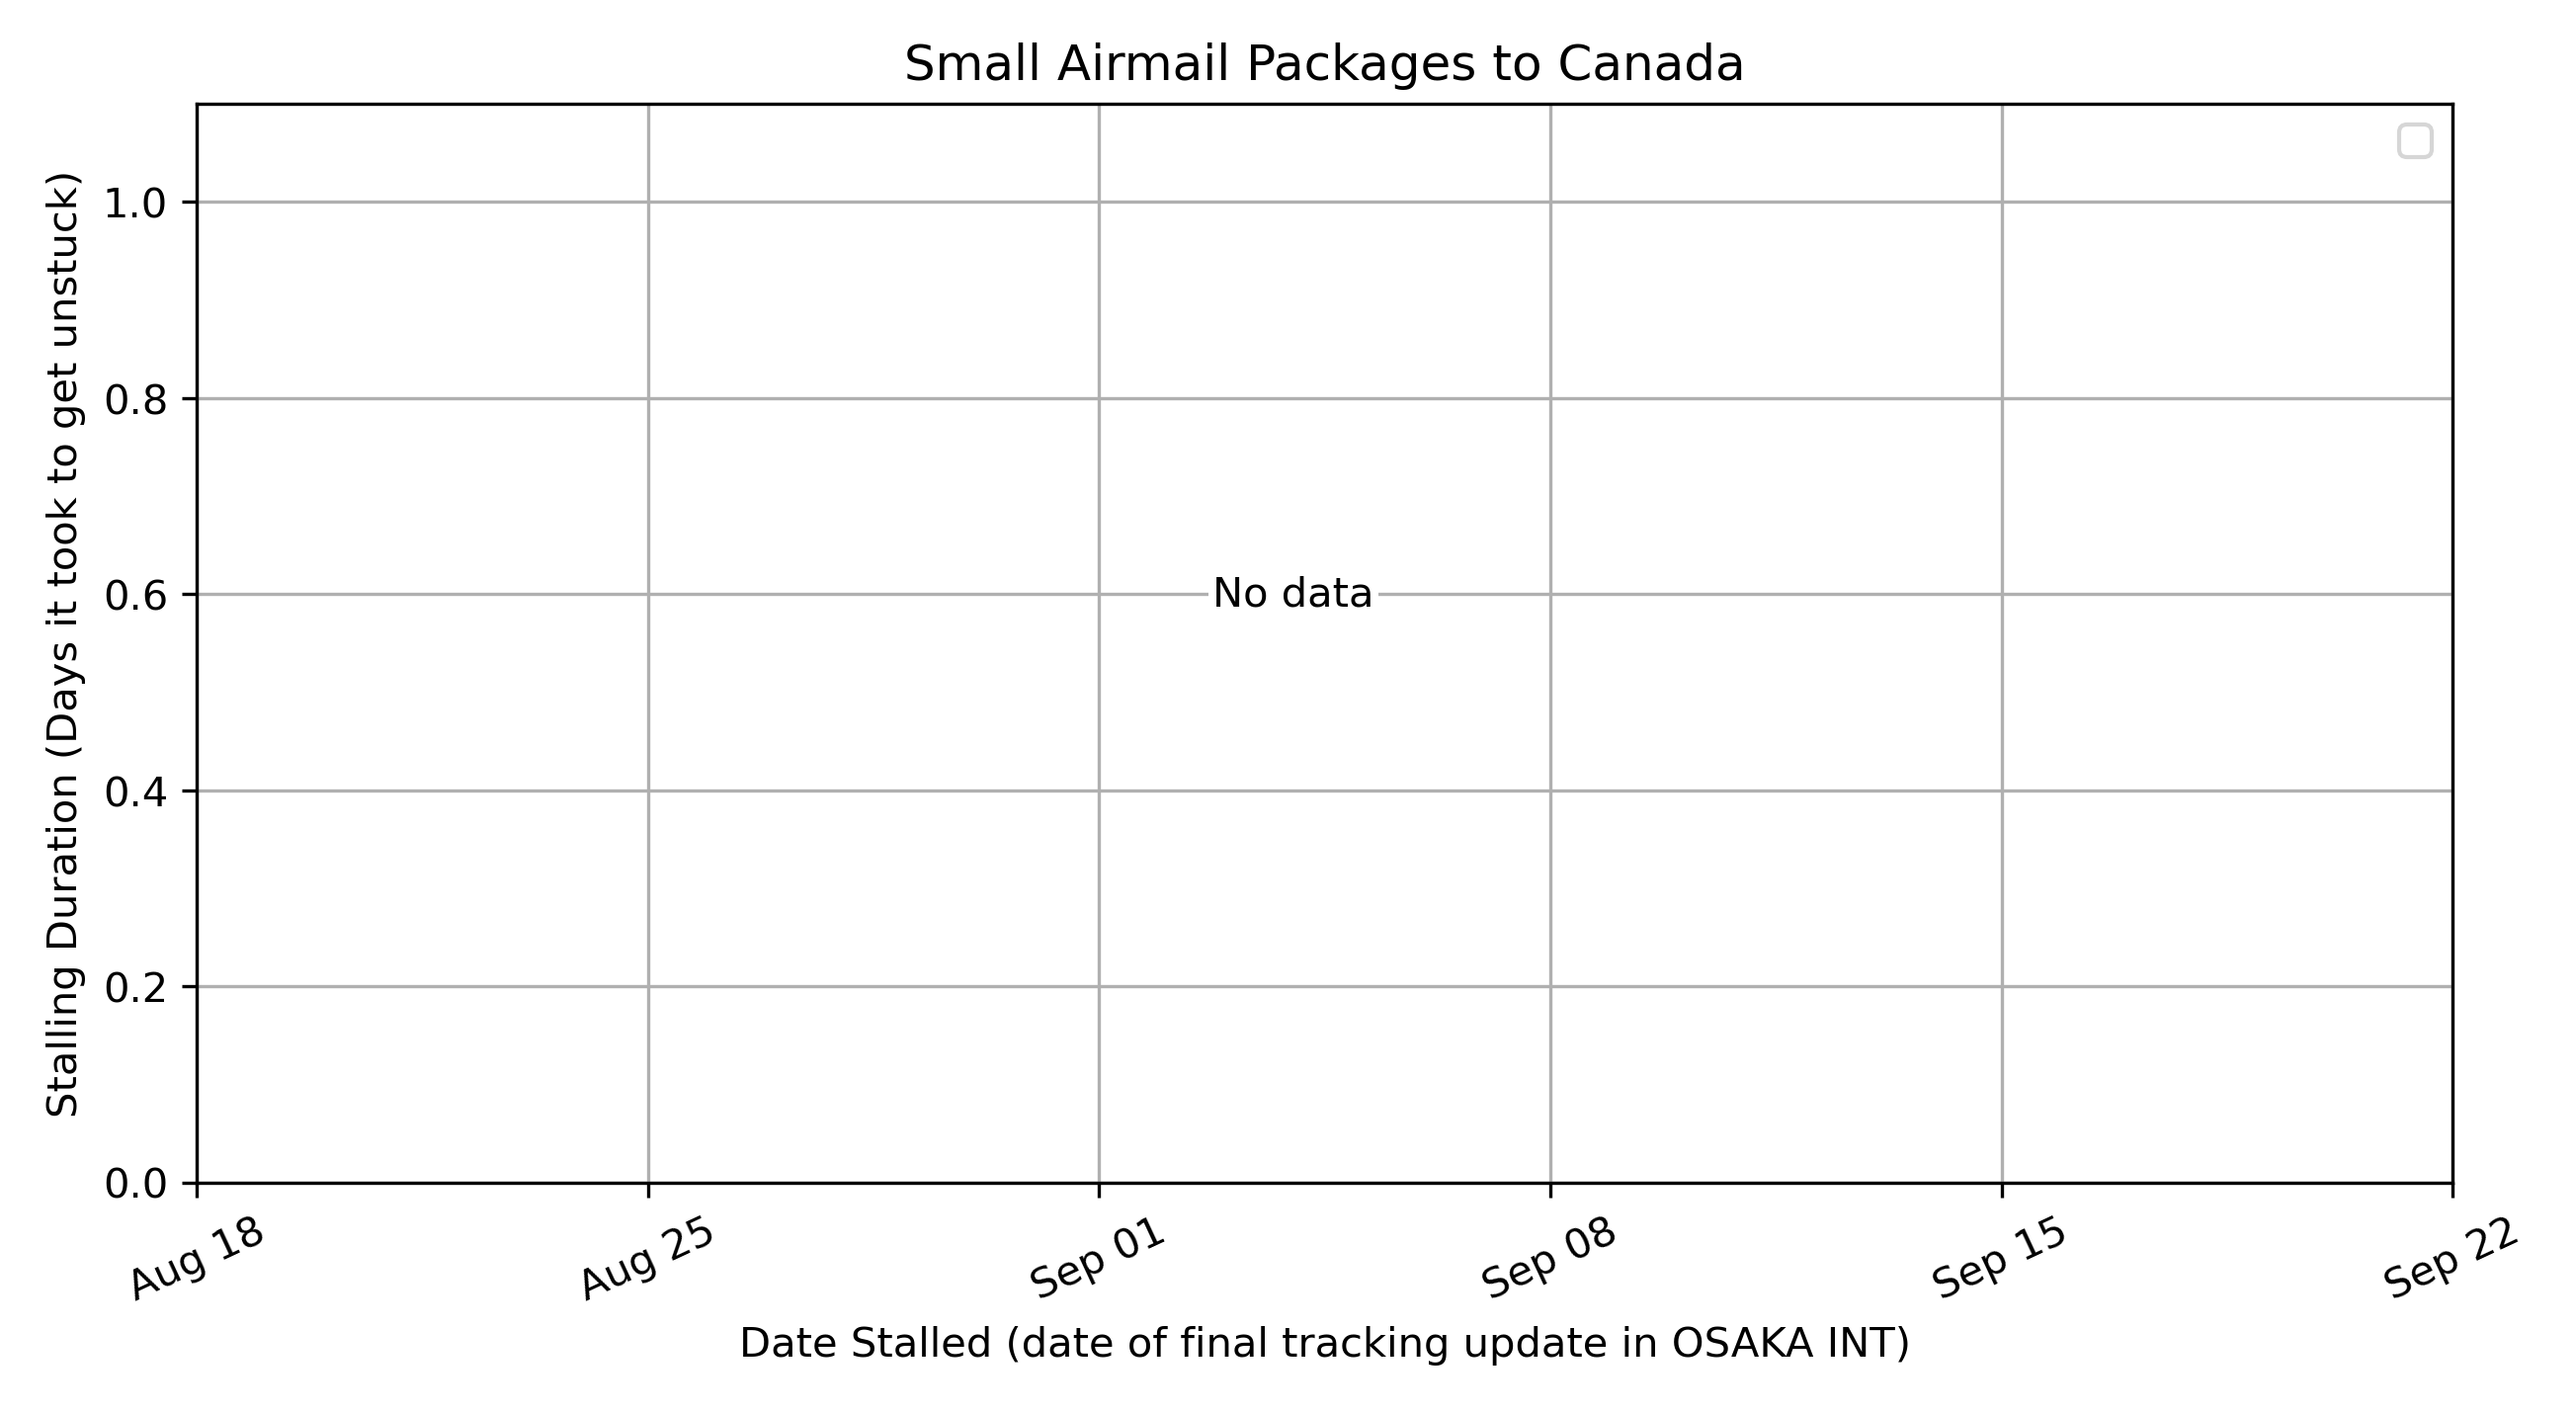 Small Airmail Packages to Canada
Stalling Duration (Days it took to get unstuck)
1.0
0.8
0.6
0.4
0.2
0.0
No data
Aug 18
Aug 25
Sep 01
Sep 08
Sep 15
Sep 22
Date Stalled (date of final tracking update in OSAKA INT)